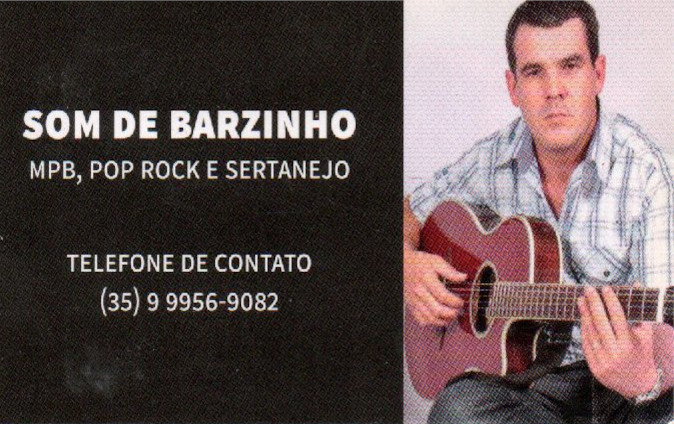 SOM DE BARZINHO
MPB, POP ROCK E SERTANEJO
TELEFONE DE CONTATO
(35) 9 9956-9082